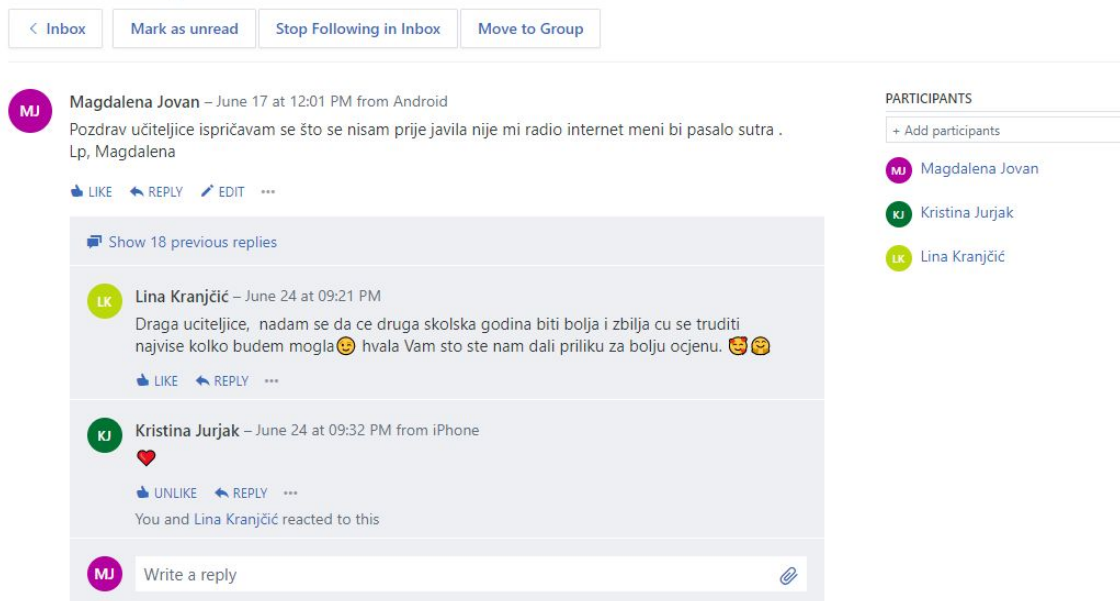 < Inbox
Mark as unread
Stop Following in Inbox
Move to Group
MJ
Magdalena Jovan – June 17 at 12:01 PM from Android
Pozdrav učiteljice ispričavam se što se nisam prije javila nije mi radio internet meni bi pasalo sutra .
Lp, Magdalena
LIKE REPLY EDIT ...
Show 18 previous replies
LK
Lina Kranjčić – June 24 at 09:21 PM
Draga uciteljice,  nadam se da ce druga skolska godina biti bolja i zbilja cu se truditi
najvise kolko budem mogla😉 hvala Vam sto ste nam dali priliku za bolju ocjenu. 🥰🤗
LIKE REPLY ...
KJ
Kristina Jurjak – June 24 at 09:32 PM from iPhone
❤️
UNLIKE REPLY ...
You and Lina Kranjčić reacted to this
MJ
Write a reply
PARTICIPANTS
+ Add participants
MJ Magdalena Jovan
KJ Kristina Jurjak
LK Lina Kranjčić